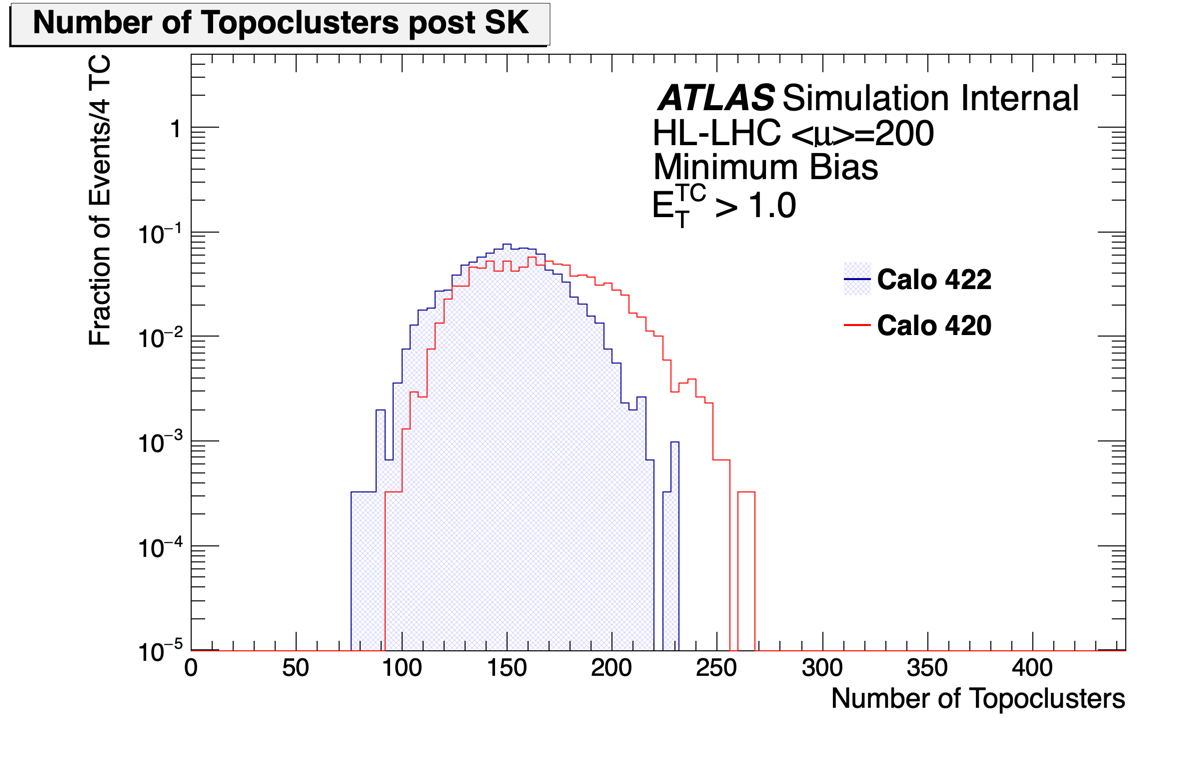 Number of Topoclusters post SK
Fraction of Events/4 TC
ATLAS Simulation Internal
HL-LHC <μ>=200
Minimum Bias
E_T^TC > 1.0
Calo 422
Calo 420
1
10⁻¹
10⁻²
10⁻³
10⁻⁴
10⁻⁵
0 50 100 150 200 250 300 350 400
Number of Topoclusters